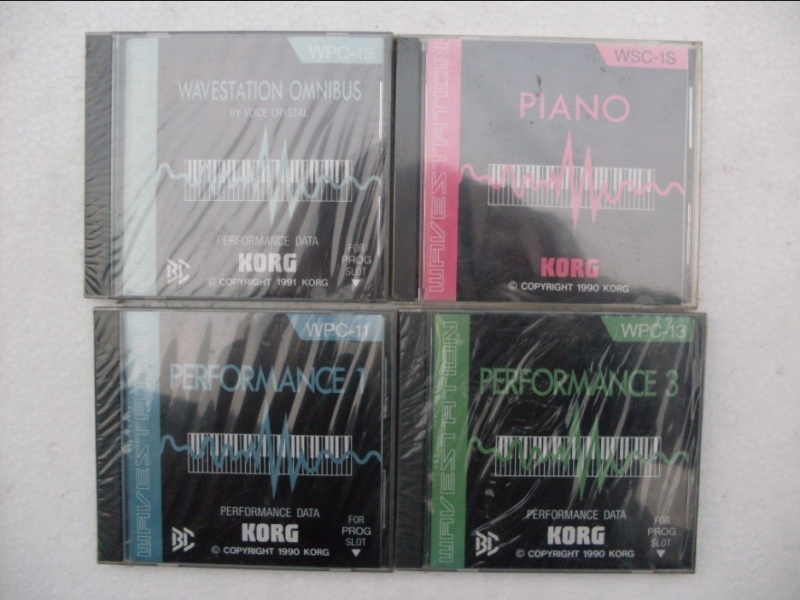 WAVESTATION
WAVESTATION OMNIBUS
BY VOICE CRYSTAL
PERFORMANCE DATA
KORG
© COPYRIGHT 1991 KORG
FOR
PROG
SLOT
WSC-1S
WAVESTATION
PIANO
KORG
© COPYRIGHT 1990 KORG
WPC-11
WAVESTATION
PERFORMANCE 1
PERFORMANCE DATA
KORG
© COPYRIGHT 1990 KORG
FOR
PROG
SLOT
WPC-13
WAVESTATION
PERFORMANCE 3
PERFORMANCE DATA
KORG
© COPYRIGHT 1990 KORG
FOR
PROG
SLOT